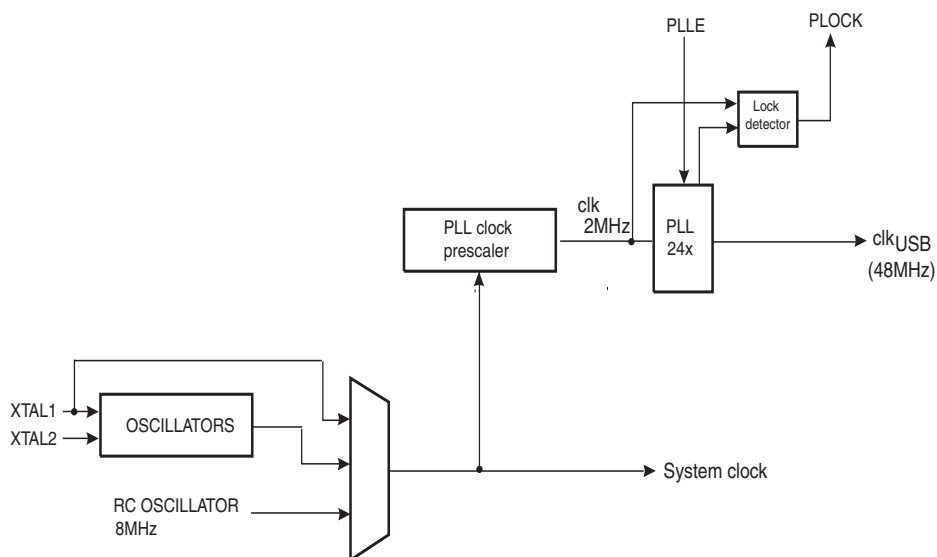 PLLE
PLOCK
Lock
detector
clk
2MHz
PLL clock
prescaler
PLL
24x
clkUSB
(48MHz)
XTAL1
XTAL2
OSCILLATORS
System clock
RC OSCILLATOR
8MHz